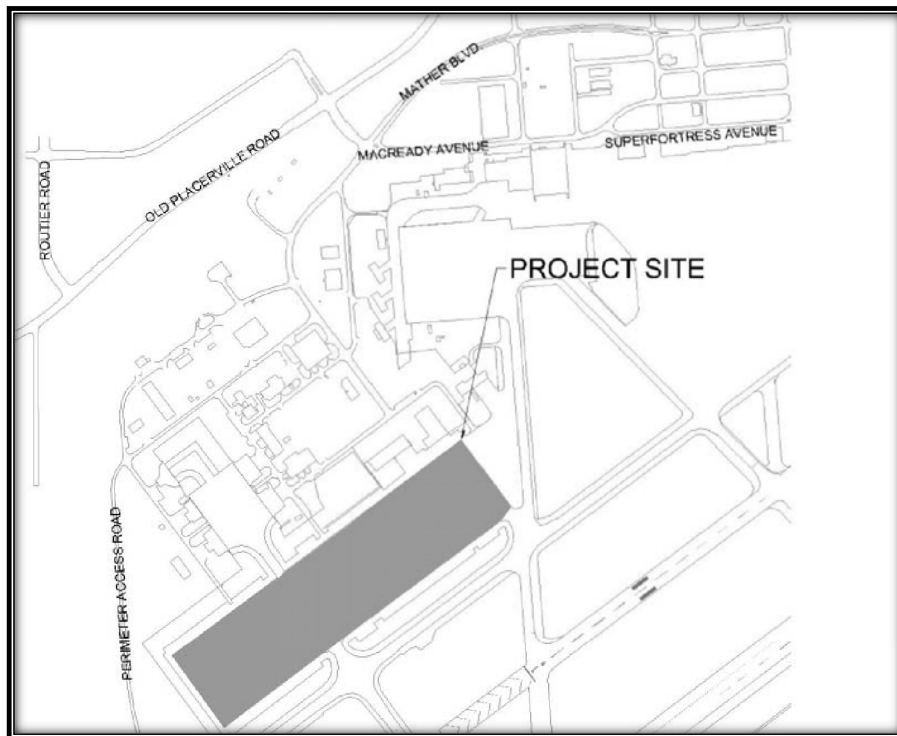 MATHER BLVD
SUPERFORTRESS AVENUE
MACREADY AVENUE
OLD PLACERVILLE ROAD
ROUTIER ROAD
PROJECT SITE
PERIMETER ACCESS ROAD